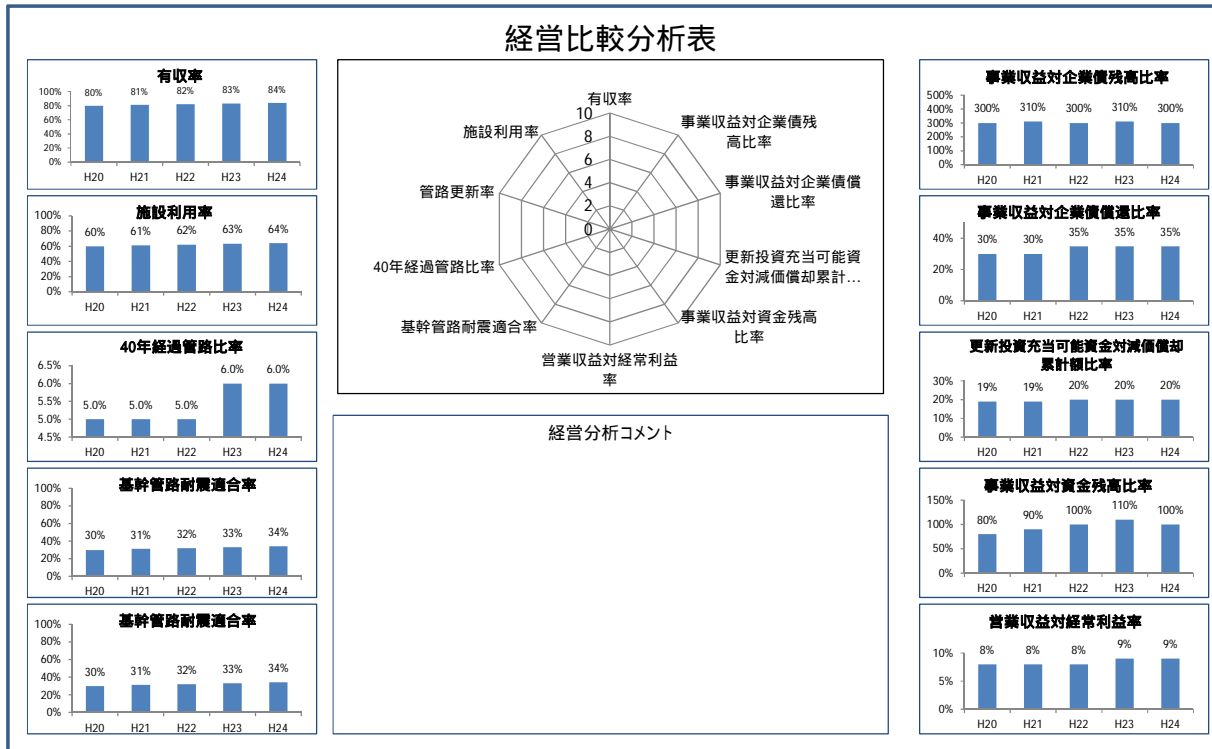 経営比較分析表
有収率
100%
80%
60%
40%
20%
0%
80% 81% 82% 83% 84%
H20 H21 H22 H23 H24
施設利用率
100%
80%
60%
40%
20%
0%
60% 61% 62% 63% 64%
H20 H21 H22 H23 H24
40年経過管路比率
6.5%
6.0%
5.5%
5.0%
4.5%
5.0% 5.0% 5.0% 6.0% 6.0%
H20 H21 H22 H23 H24
基幹管路耐震適合率
100%
80%
60%
40%
20%
0%
30% 31% 32% 33% 34%
H20 H21 H22 H23 H24
基幹管路耐震適合率
100%
80%
60%
40%
20%
0%
30% 31% 32% 33% 34%
H20 H21 H22 H23 H24
有収率
事業収益対企業債残
高比率
事業収益対企業債償
還比率
更新投資充当可能資
金対減価償却累計…
事業収益対資金残高
比率
営業収益対経常利益
率
基幹管路耐震適合率
40年経過管路比率
管路更新率
施設利用率
10
8
6
4
2
0
経営分析コメント
事業収益対企業債残高比率
500%
400%
300%
200%
100%
0%
300% 310% 300% 310% 300%
H20 H21 H22 H23 H24
事業収益対企業債償還比率
40%
20%
0%
30% 30% 35% 35% 35%
H20 H21 H22 H23 H24
更新投資充当可能資金対減価償却
累計額比率
30%
20%
10%
0%
19% 19% 20% 20% 20%
H20 H21 H22 H23 H24
事業収益対資金残高比率
150%
100%
50%
0%
80% 90% 100% 110% 100%
H20 H21 H22 H23 H24
営業収益対経常利益率
10%
5%
0%
8% 8% 8% 9% 9%
H20 H21 H22 H23 H24